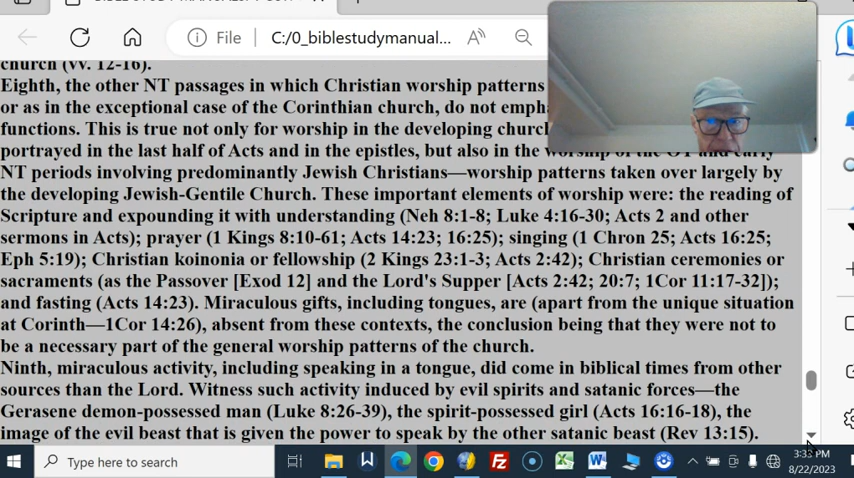 File
C:/0_biblestudymanual...
church (vv. 12-16).
Eighth, the other NT passages in which Christian worship patterns
or as in the exceptional case of the Corinthian church, do not
functions. This is true not only for worship in the developing
portrayed in the last half of Acts and in the epistles, but also in the worship of the OT and early
NT periods involving predominantly Jewish Christians—worship patterns taken over largely by
the developing Jewish-Gentile Church. These important elements of worship were: the reading of
Scripture and expounding it with understanding (Neh 8:1-8; Luke 4:16-30; Acts 2 and other
sermons in Acts); prayer (1 Kings 8:10-61; Acts 14:23; 16:25); singing (1 Chron 25; Acts 16:25;
Eph 5:19); Christian koinonia or fellowship (2 Kings 23:1-3; Acts 2:42); Christian ceremonies or
sacraments (as the Passover [Exod 12] and the Lord's Supper [Acts 2:42; 20:7; 1Cor 11:17-32]);
and fasting (Acts 14:23). Miraculous gifts, including tongues, are (apart from the unique situation
at Corinth—1Cor 14:26), absent from these contexts, the conclusion being that they were not to
be a necessary part of the general worship patterns of the church.
Ninth, miraculous activity, including speaking in a tongue, did come in biblical times from other
sources than the Lord. Witness such activity induced by evil spirits and satanic forces—the
Gerasene demon-possessed man (Luke 8:26-39), the spirit-possessed girl (Acts 16:16-18), the
image of the evil beast that is given the power to speak by the other satanic beast (Rev 13:15).
Type here to search
8/22/2023